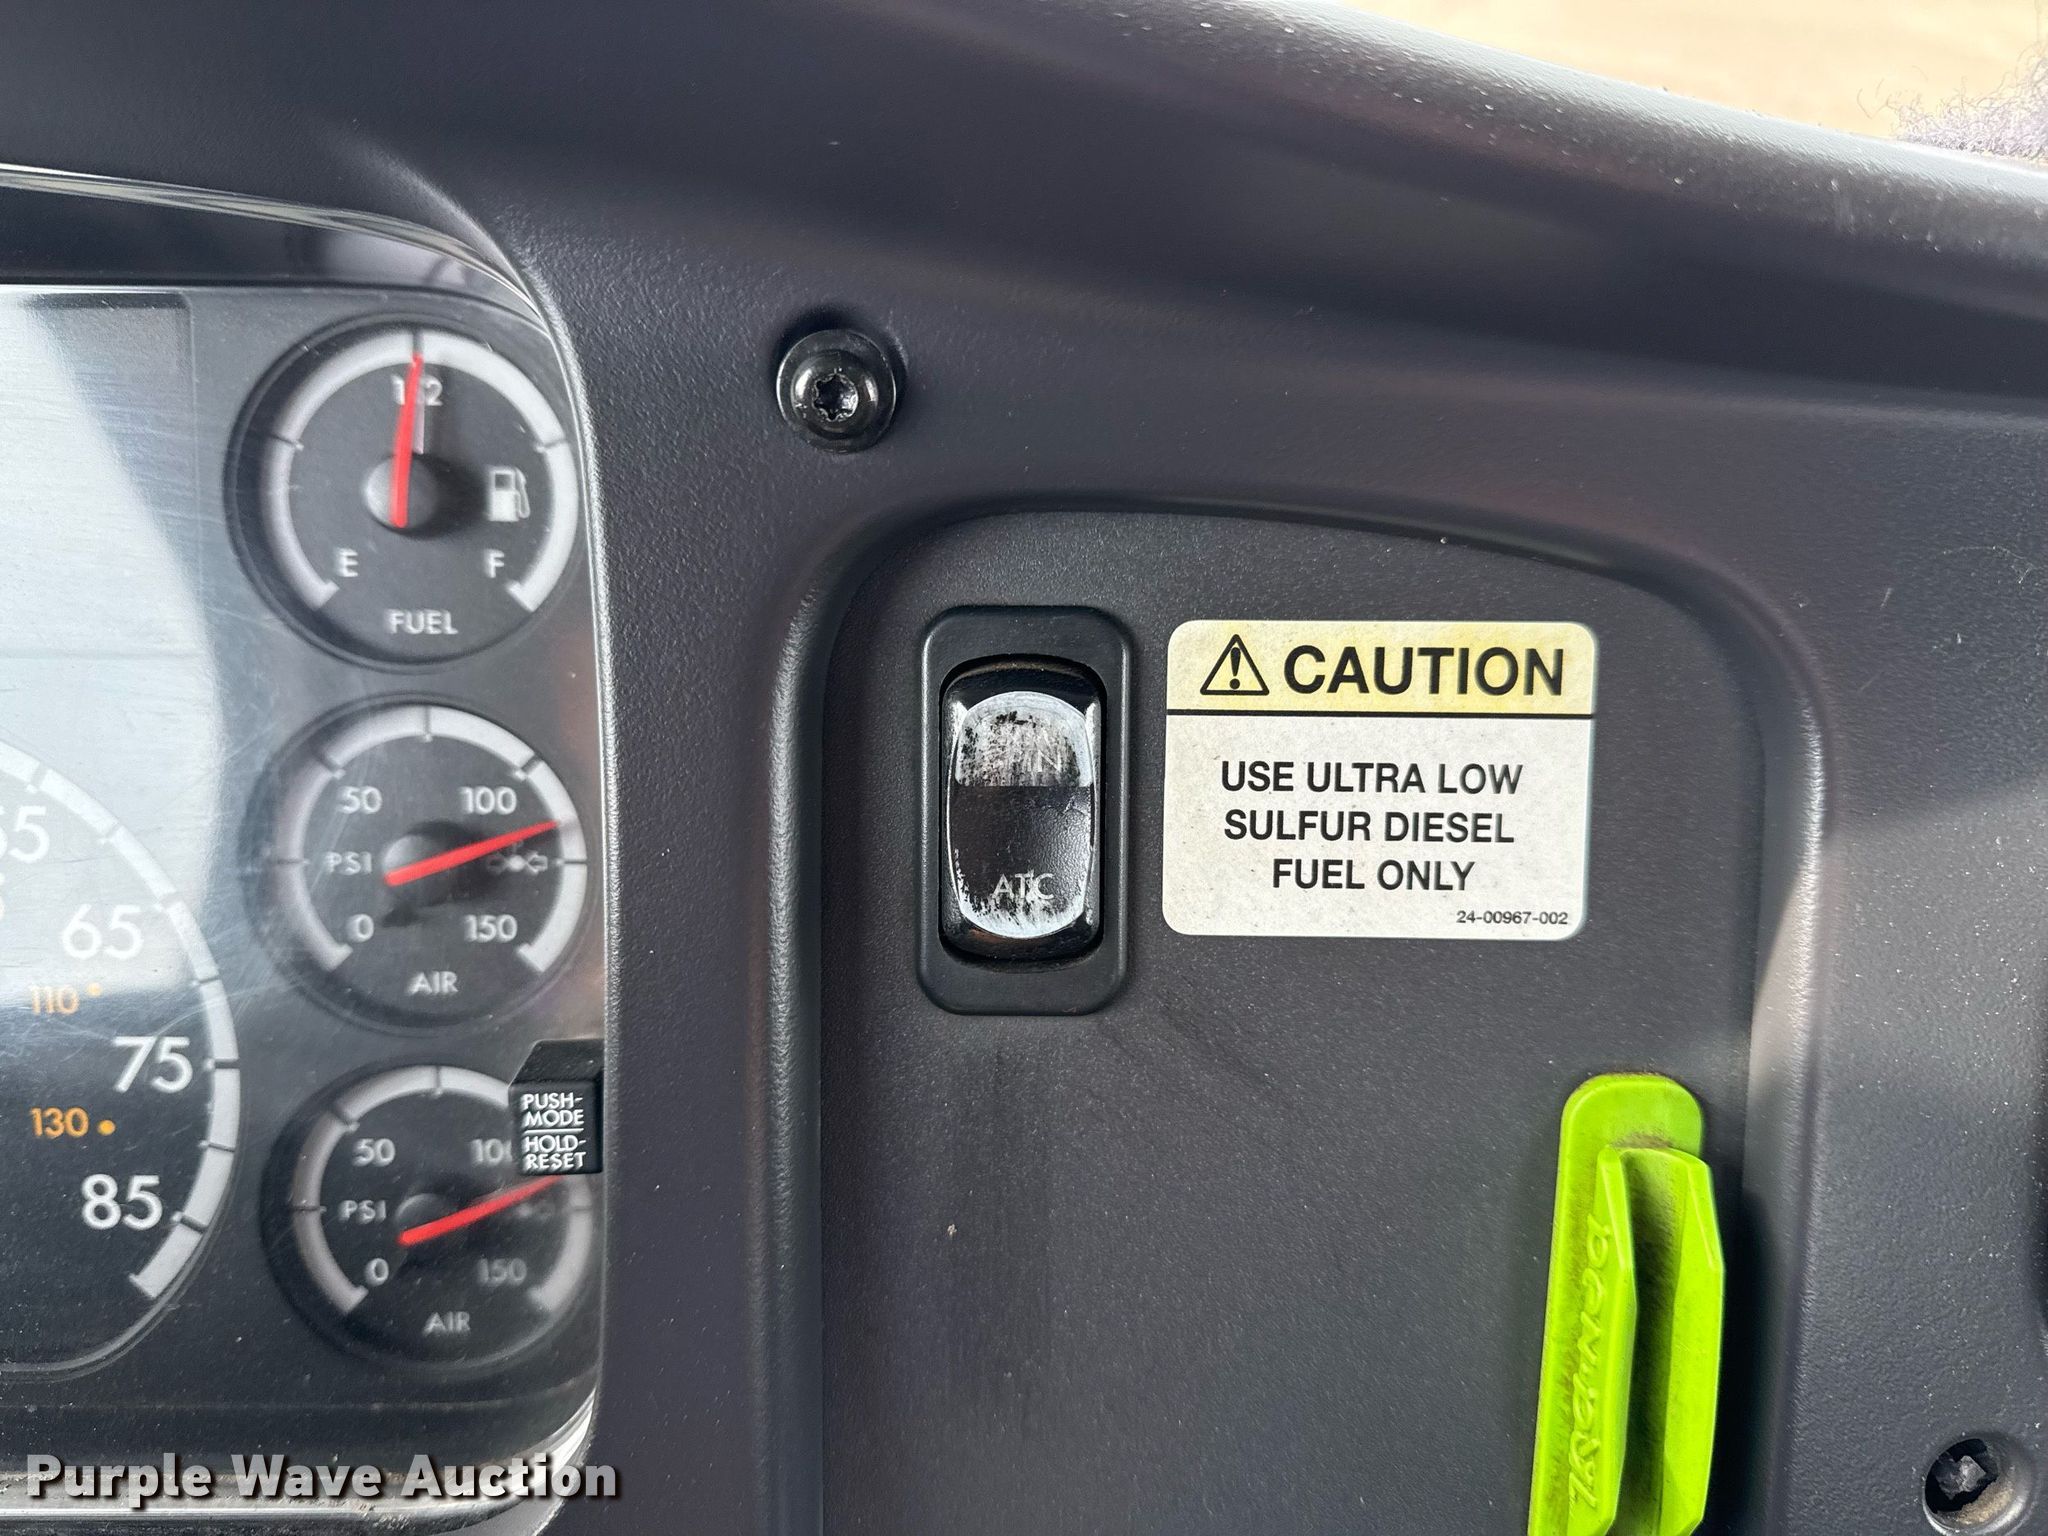 1/2
E
F
FUEL
50
100
PSI
0
150
AIR
65
110
75
130
85
50
PSI
0
150
AIR
PUSH-
MODE
HOLD-
RESET
ATC
CAUTION
USE ULTRA LOW
SULFUR DIESEL
FUEL ONLY
24-00967-002
Purple Wave Auction